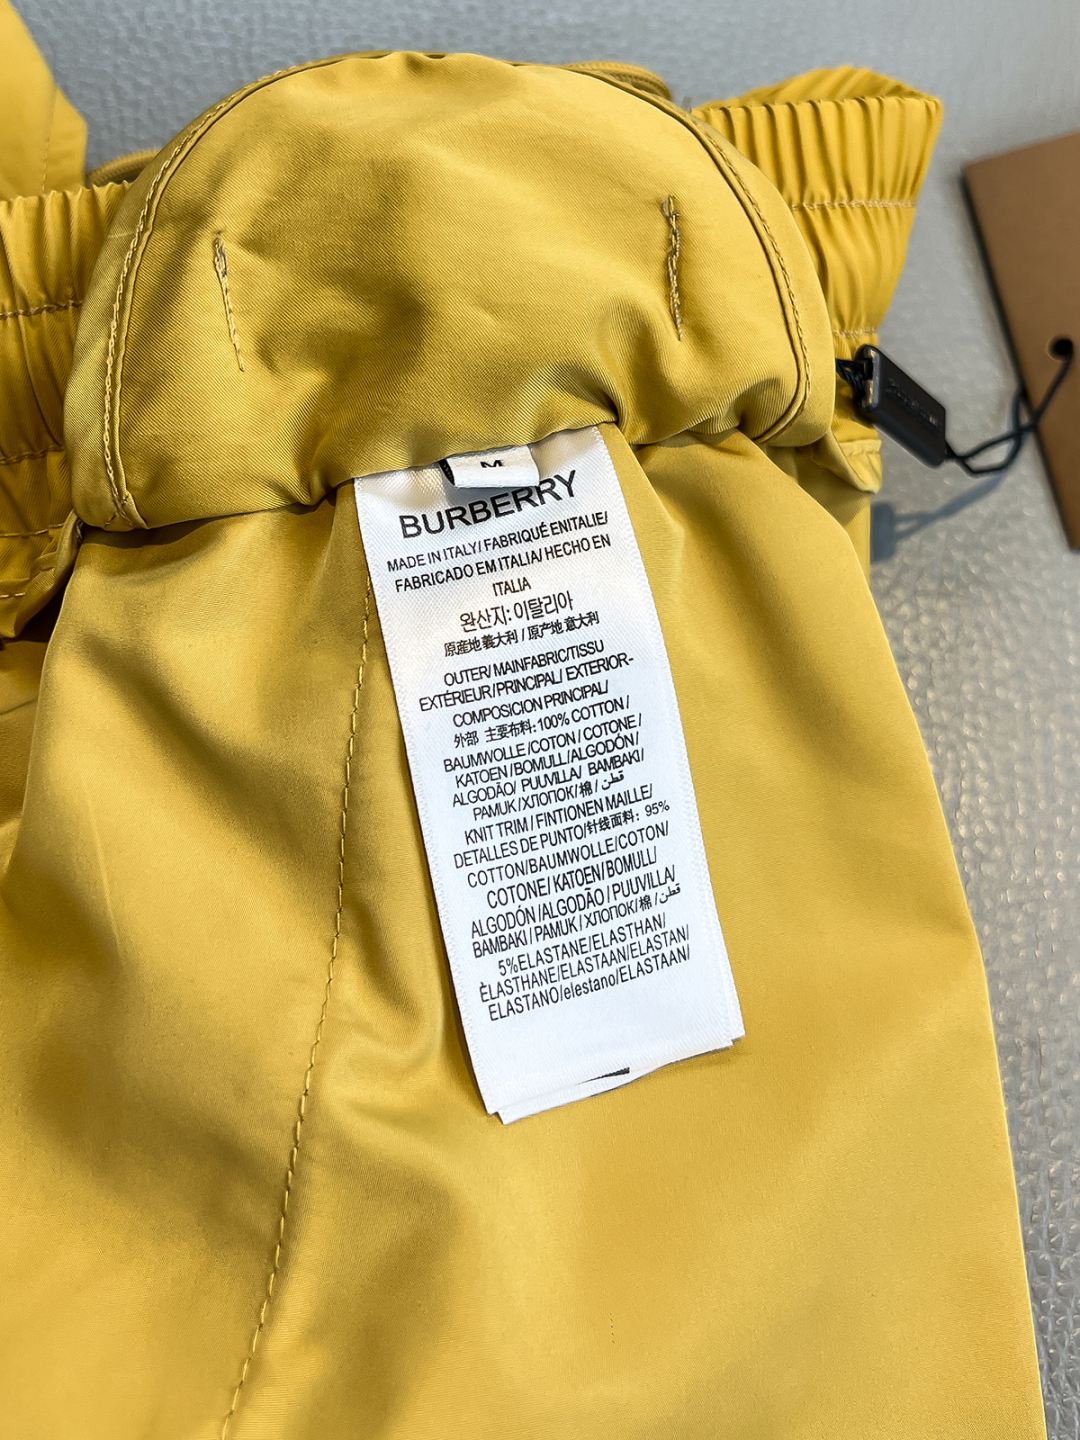 M
BURBERRY
MADE IN ITALY/ FABRIQUÉ ENITALIE/
FABRICADO EM ITALIA/ HECHO EN
ITALIA
완산지: 이탈리아
原産地 義大利 / 原产地 意大利
OUTER/ MAINFABRIC/TISSU
EXTÉRIEUR/PRINCIPAL/ EXTERIOR-
COMPOSICION PRINCIPAL/
外部 主要布料: 100% COTTON /
BAUMWOLLE /COTON / COTONE /
KATOEN / BOMULL/ALGODÓN/
ALGODÃO/ PUUVILLA/ BAMBAKI/
PAMUK /ХЛОПОК/ 棉 / قطن /
KNIT TRIM / FINTIONEN MAILLE/
DETALLES DE PUNTO/针线面料: 95%
COTTON/BAUMWOLLE/COTON/
COTONE/ KATOEN/ BOMULL/
ALGODÓN /ALGODÃO / PUUVILLA/
BAMBAKI / PAMUK / ХЛОПОК/ 棉 / قطن /
5%ELASTANE/ELASTHAN/
ÈLASTHANE/ELASTAAN/ELASTAN/
ELASTANO/elestano/ELASTAAN/